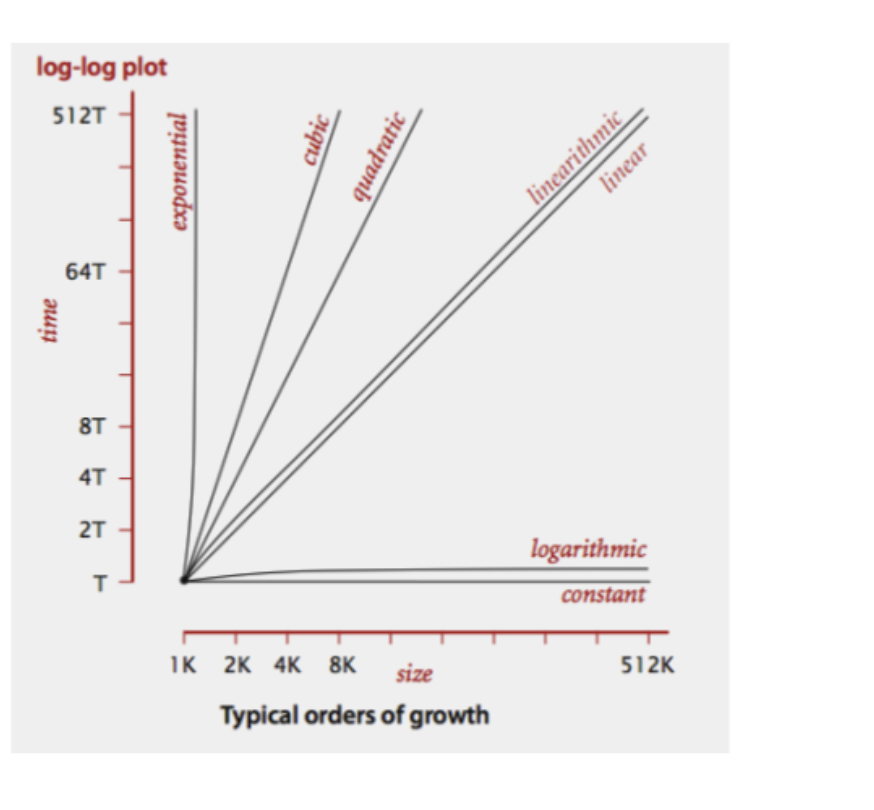 log-log plot
512T
exponential
cubic
quadratic
linearithmic
linear
64T
time
8T
4T
2T
logarithmic
T
constant
1K 2K 4K 8K 512K
size
Typical orders of growth